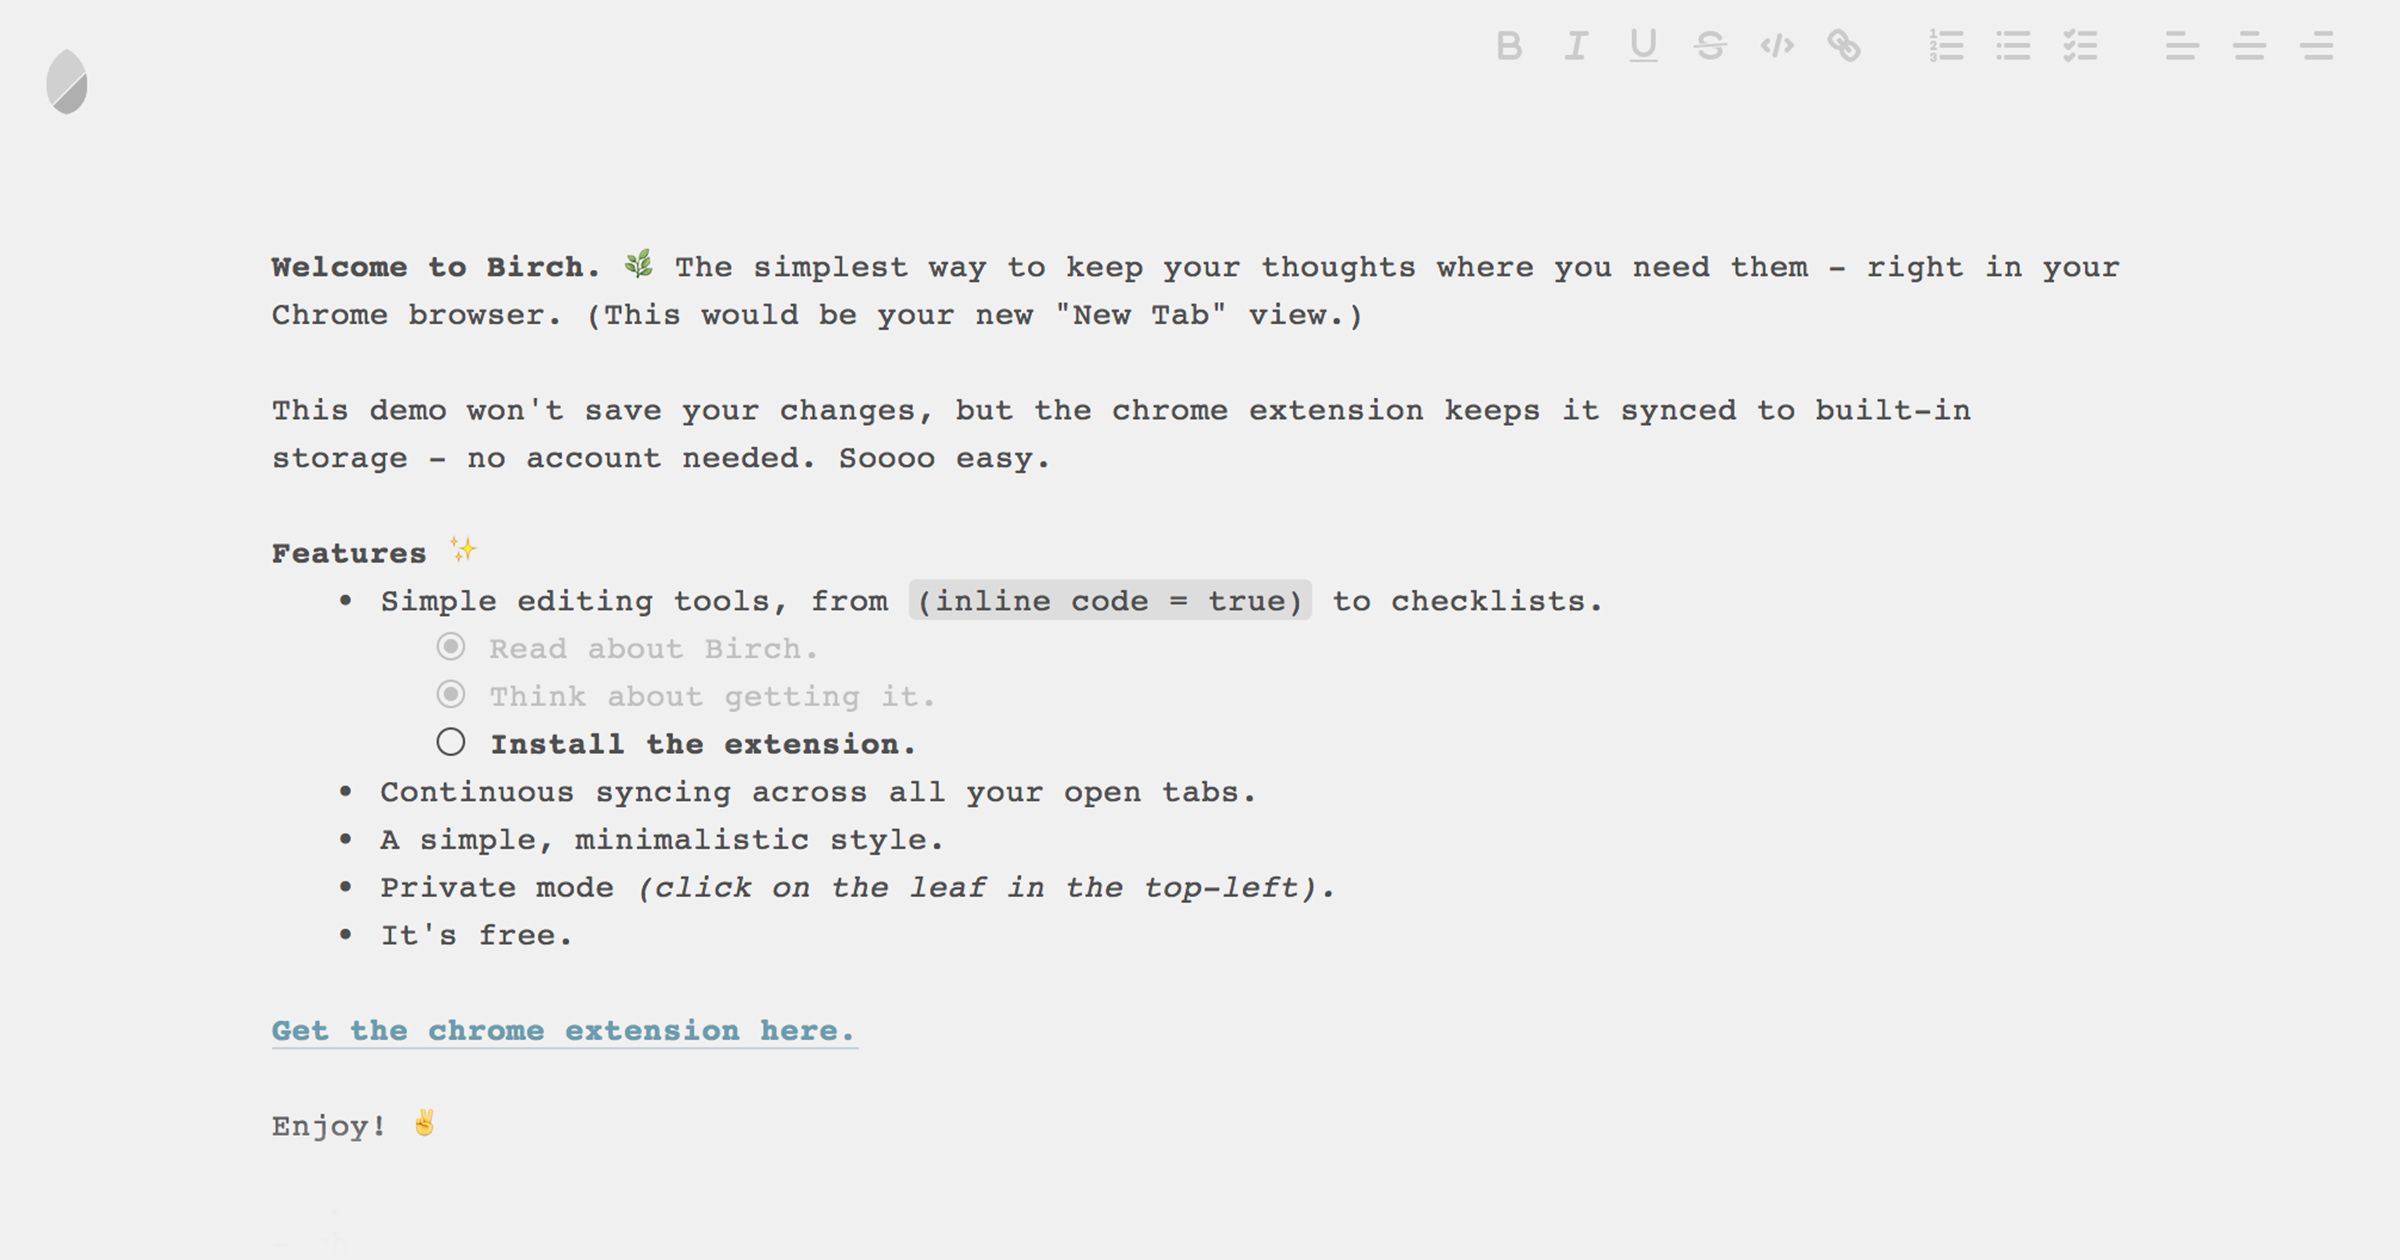 Welcome to Birch. 🌿 The simplest way to keep your thoughts where you need them - right in your
Chrome browser. (This would be your new "New Tab" view.)
This demo won't save your changes, but the chrome extension keeps it synced to built-in
storage - no account needed. Soooo easy.
Features ✨
• Simple editing tools, from (inline code = true) to checklists.
Read about Birch.
Think about getting it.
Install the extension.
• Continuous syncing across all your open tabs.
• A simple, minimalistic style.
• Private mode (click on the leaf in the top-left).
• It's free.
Get the chrome extension here.
Enjoy! ✌